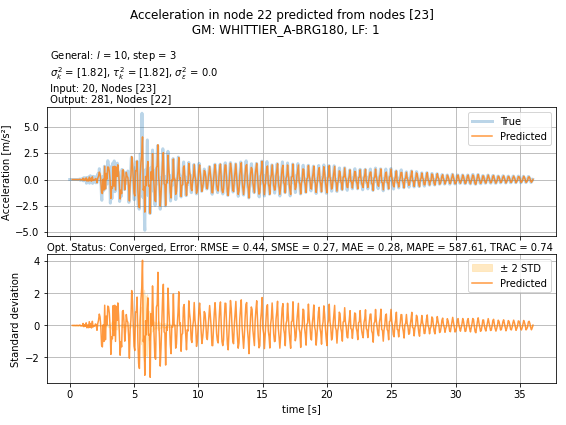 Acceleration in node 22 predicted from nodes [23]
GM: WHITTIER_A-BRG180, LF: 1
General: l = 10, step = 3
σ²ₖ = [1.82], τ²ₖ = [1.82], σ²ε = 0.0
Input: 20, Nodes [23]
Output: 281, Nodes [22]
Acceleration [m/s²]
5.0
2.5
0.0
−2.5
−5.0
True
Predicted
Opt. Status: Converged, Error: RMSE = 0.44, SMSE = 0.27, MAE = 0.28, MAPE = 587.61, TRAC = 0.74
Standard deviation
4
2
0
−2
± 2 STD
Predicted
0 5 10 15 20 25 30 35
time [s]